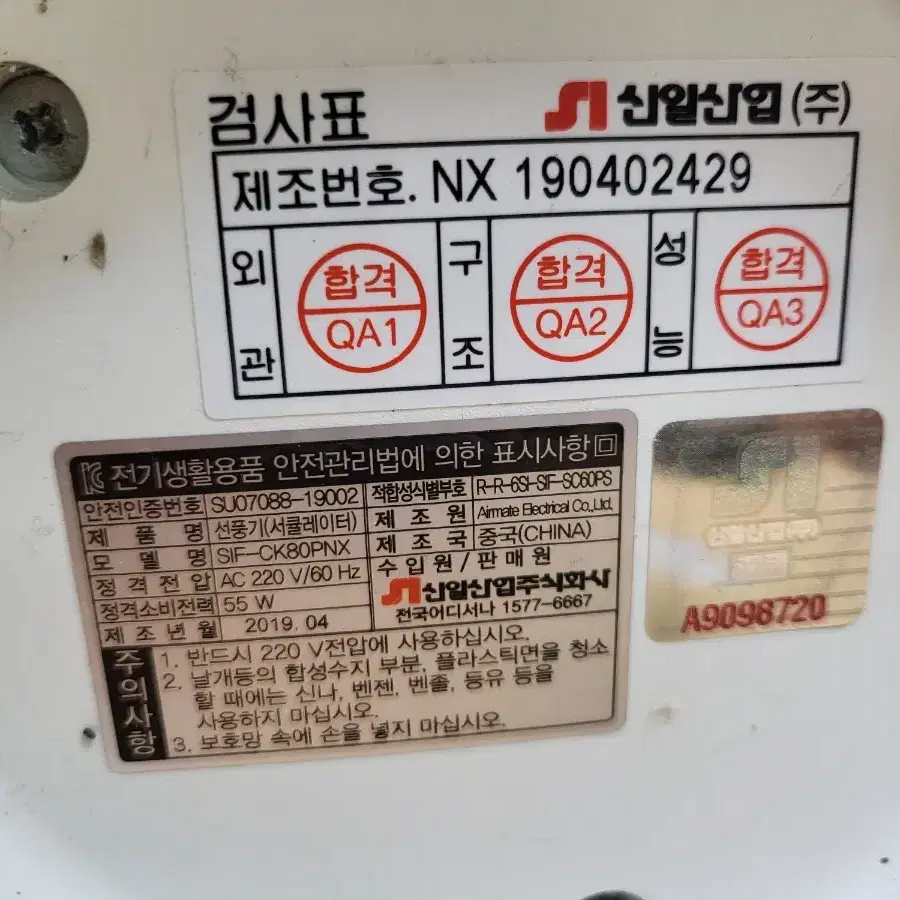 검사표
SI 신일산업(주)
제조번호. NX 190402429
외관
합격
QA1
구조
합격
QA2
성능
합격
QA3
전기생활용품 안전관리법에 의한 표시사항
안전인증번호 SU07088-19002
제품명 선풍기(서큘레이터)
모델명 SIF-CK80PNX
정격전압 AC 220 V/60 Hz
정격소비전력 55 W
제조년월 2019. 04
적합성식별부호 R-R-6SI-SIF-SC60PS
제조원 Airmate Electrical Co,.Ltd,.
제조국 중국(CHINA)
수입원/판매원
SI 신일산업주식회사
전국어디서나 1577-6667
주의사항
1. 반드시 220 V전압에 사용하십시오.
2. 날개등의 합성수지 부분, 플라스틱면을 청소
할 때에는 신나, 벤젠, 벤졸, 등유 등을
사용하지 마십시오.
3. 보호망 속에 손을 넣지 마십시오.
SI
신일산업(주)
A9098720